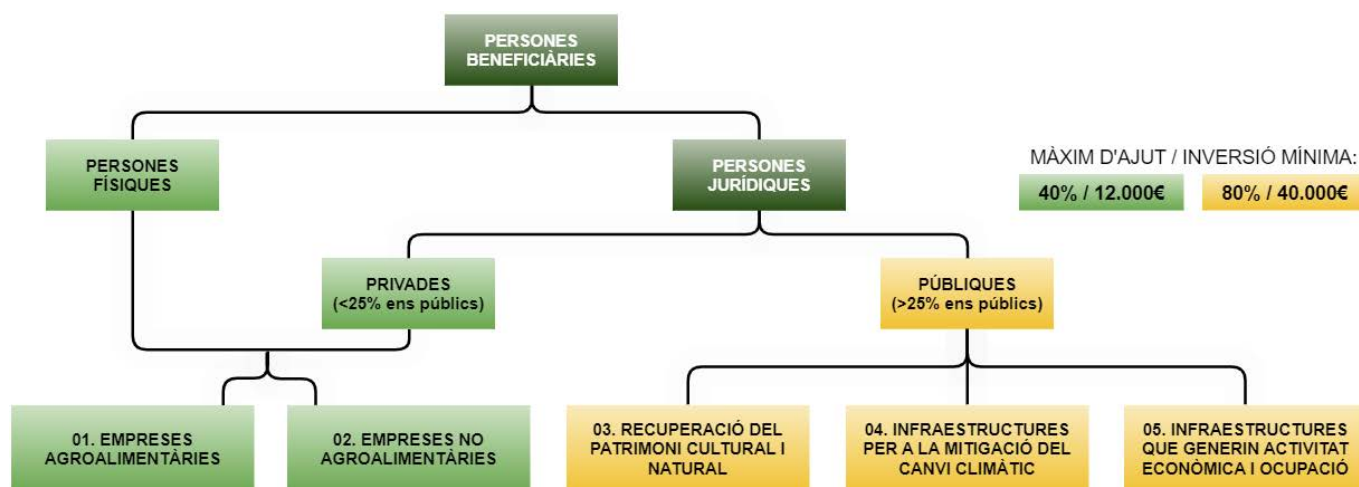 PERSONES
BENEFICIÀRIES
PERSONES
FÍSIQUES
PERSONES
JURÍDIQUES
MÀXIM D'AJUT / INVERSIÓ MÍNIMA:
40% / 12.000€
80% / 40.000€
PRIVADES
(<25% ens públics)
PÚBLIQUES
(>25% ens públics)
01. EMPRESES
AGROALIMENTÀRIES
02. EMPRESES NO
AGROALIMENTÀRIES
03. RECUPERACIÓ DEL
PATRIMONI CULTURAL I
NATURAL
04. INFRAESTRUCTURES
PER A LA MITIGACIÓ DEL
CANVI CLIMÀTIC
05. INFRAESTRUCTURES
QUE GENERIN ACTIVITAT
ECONÒMICA I OCUPACIÓ